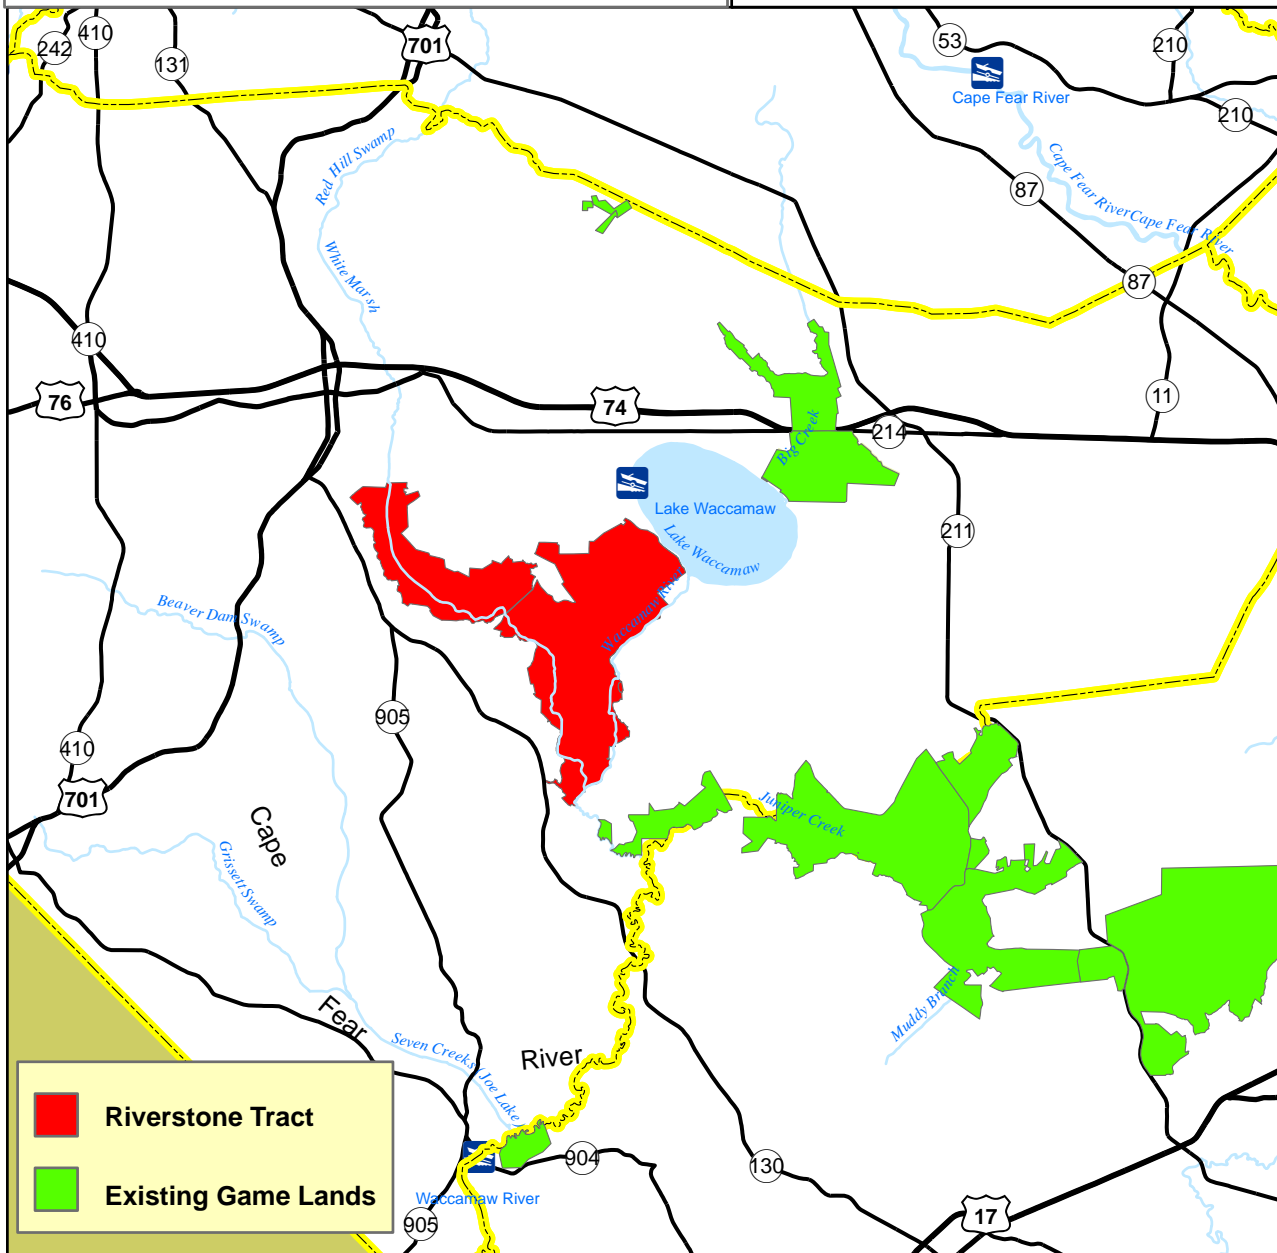 410
242
131
701
53
210
Cape Fear River
210
Red Hill Swamp
Cape Fear River
Cape Fear River
87
White Marsh
87
410
76
74
11
Big Creek
214
Lake Waccamaw
Lake Waccamaw
211
Waccamaw River
Beaver Dam Swamp
905
410
701
Juniper Creek
Cape
Grissett Swamp
Muddy Branch
Fear
Seven Creeks (Joe Lake)
River
904
130
Waccamaw River
905
17
Riverstone Tract
Existing Game Lands